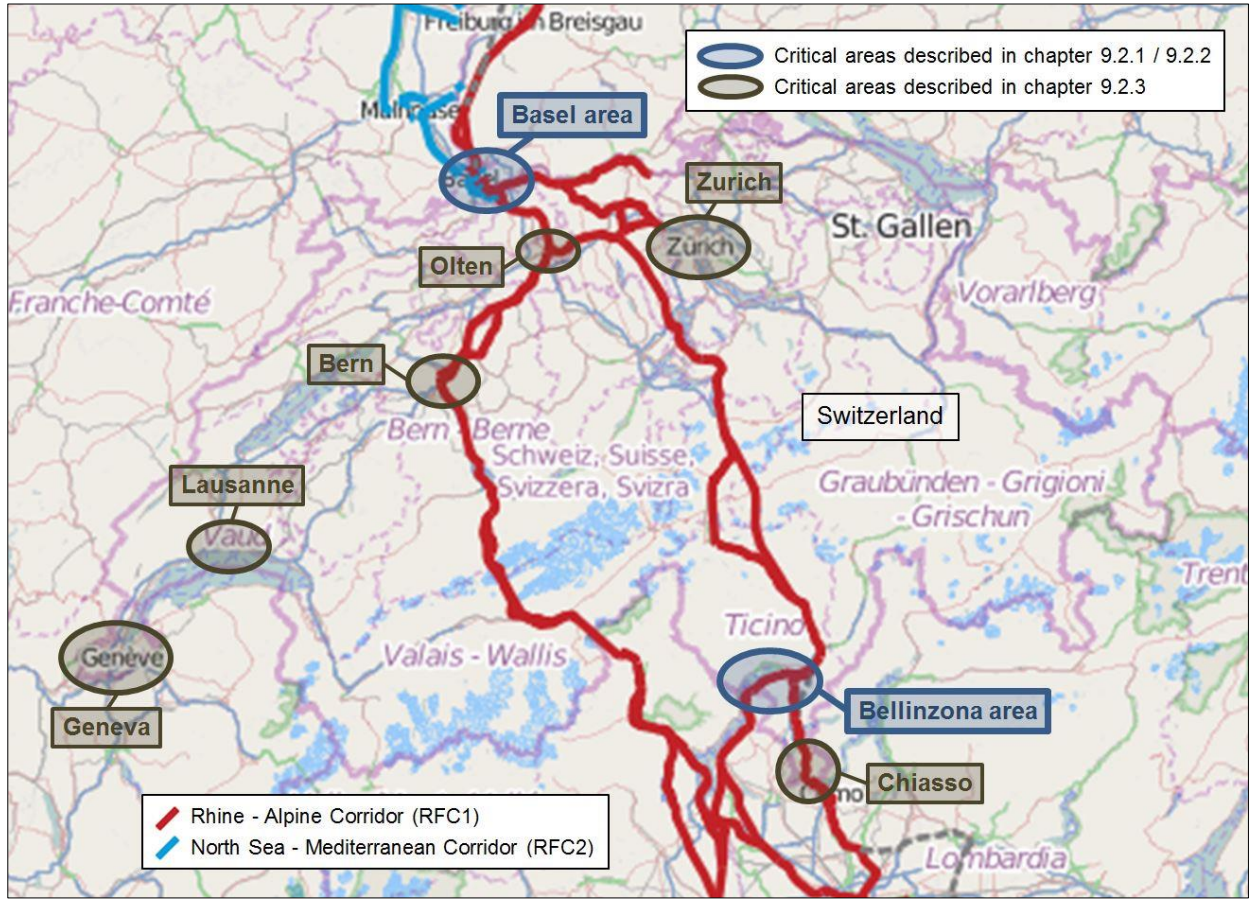 Freiburg im Breisgau
Critical areas described in chapter 9.2.1 / 9.2.2
Critical areas described in chapter 9.2.3
Basel area
Zurich
Zürich
St. Gallen
Olten
Franche-Comté
Vorarlberg
Bern
Switzerland
Bern - Berne
Schweiz, Suisse,
Svizzera, Svizra
Graubünden - Grigioni
- Grischun
Lausanne
Vaud
Trent
Ticino
Valais - Wallis
Genève
Geneva
Bellinzona area
Chiasso
Lombardia
Rhine - Alpine Corridor (RFC1)
North Sea - Mediterranean Corridor (RFC2)